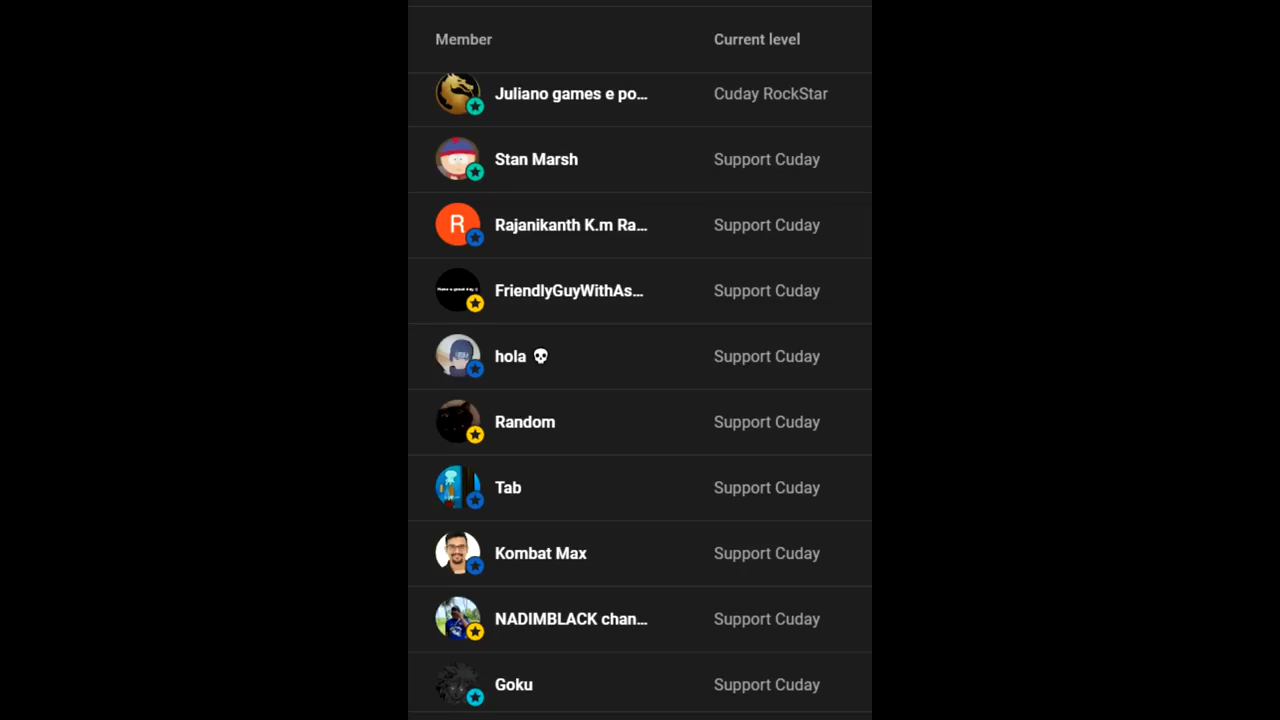 Member Current level
Juliano games e po... Cuday RockStar
Stan Marsh Support Cuday
R Rajanikanth K.m Ra... Support Cuday
FriendlyGuyWithAs... Support Cuday
hola 💀 Support Cuday
Random Support Cuday
Tab Support Cuday
Kombat Max Support Cuday
NADIMBLACK chan... Support Cuday
Goku Support Cuday